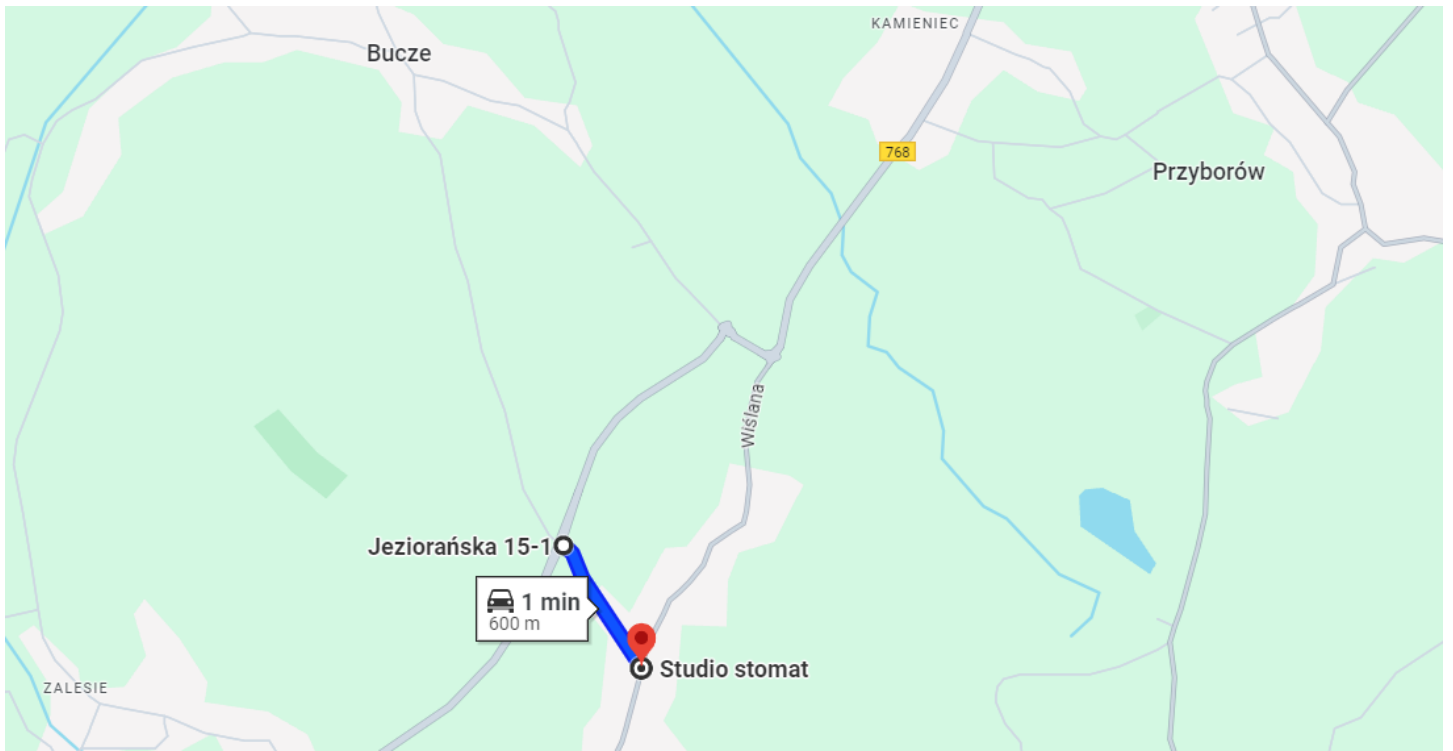 KAMIENIEC
Bucze
768
Przyborów
Wiślana
Jeziorańska 15-1
1 min
600 m
Studio stomat
ZALESIE